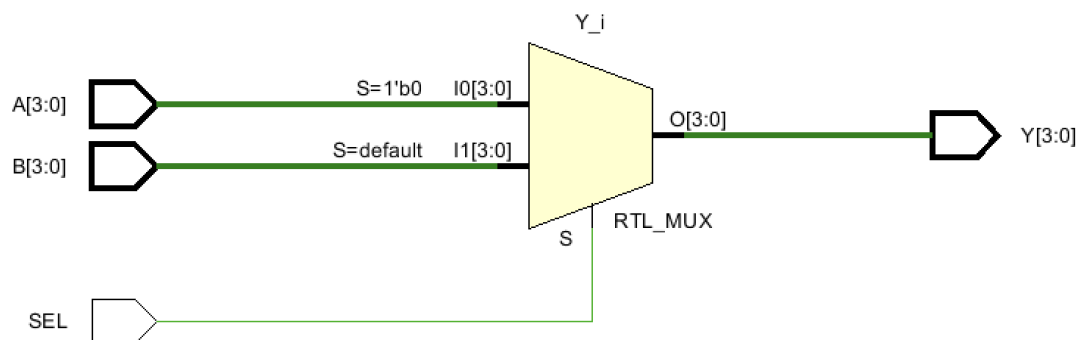 Y_i
A[3:0]
S=1'b0
I0[3:0]
O[3:0]
Y[3:0]
B[3:0]
S=default
I1[3:0]
S
RTL_MUX
SEL